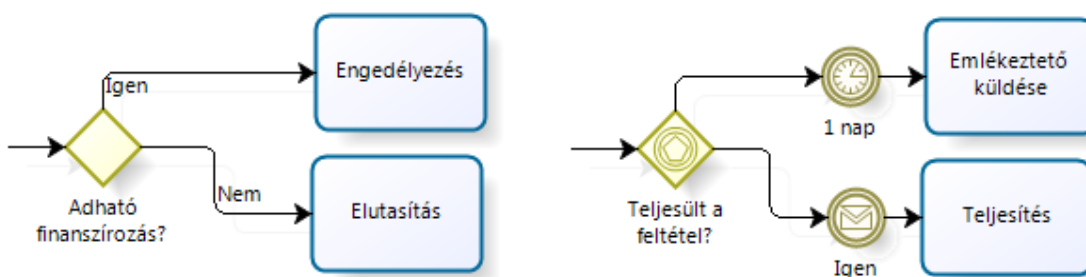 Igen
Engedélyezés
Adható
finanszírozás?
Nem
Elutasítás
Emlékeztető
küldése
1 nap
Teljesült a
feltétel?
Igen
Teljesítés